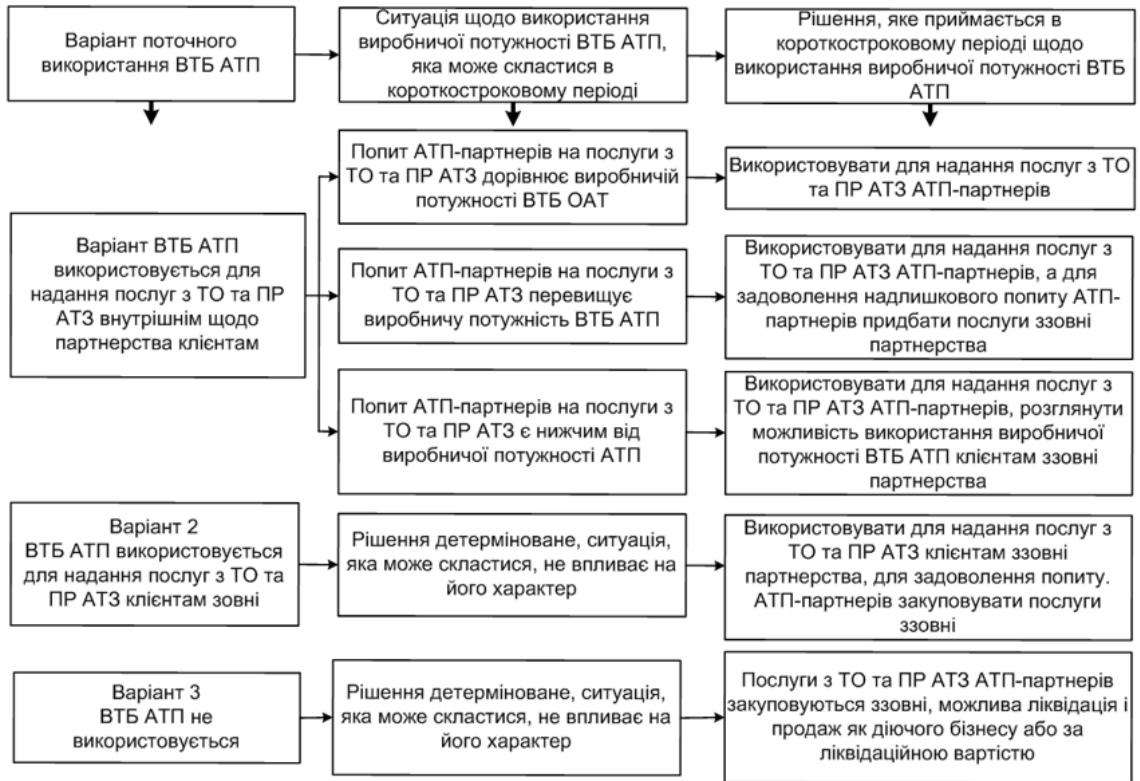 Варіант поточного
використання ВТБ АТП
Ситуація щодо використання
виробничої потужності ВТБ АТП,
яка може скластися в
короткостроковому періоді
Рішення, яке приймається в
короткостроковому періоді щодо
використання виробничої потужності ВТБ
АТП
Варіант ВТБ АТП
використовується для
надання послуг з ТО та ПР
АТЗ внутрішнім щодо
партнерства клієнтам
Попит АТП-партнерів на послуги з
ТО та ПР АТЗ дорівнює виробничій
потужності ВТБ ОАТ
Використовувати для надання послуг з ТО
та ПР АТЗ АТП-партнерів
Попит АТП-партнерів на послуги з
ТО та ПР АТЗ перевищує
виробничу потужність ВТБ АТП
Використовувати для надання послуг з
ТО та ПР АТЗ АТП-партнерів, а для
задоволення надлишкового попиту АТП-
партнерів придбати послуги ззовні
партнерства
Попит АТП-партнерів на послуги з
ТО та ПР АТЗ є нижчим від
виробничої потужності АТП
Використовувати для надання послуг з
ТО та ПР АТЗ АТП-партнерів, розглянути
можливість використання виробничої
потужності ВТБ АТП клієнтам ззовні
партнерства
Варіант 2
ВТБ АТП використовується
для надання послуг з ТО та
ПР АТЗ клієнтам зовні
Рішення детерміноване, ситуація,
яка може скластися, не впливає на
його характер
Використовувати для надання послуг з
ТО та ПР АТЗ клієнтам ззовні
партнерства, для задоволення попиту.
АТП-партнерів закуповувати послуги
ззовні
Варіант 3
ВТБ АТП не
використовується
Рішення детерміноване, ситуація,
яка може скластися, не впливає на
його характер
Послуги з ТО та ПР АТЗ АТП-партнерів
закуповуються ззовні, можлива ліквідація і
продаж як діючого бізнесу або за
ліквідаційною вартістю